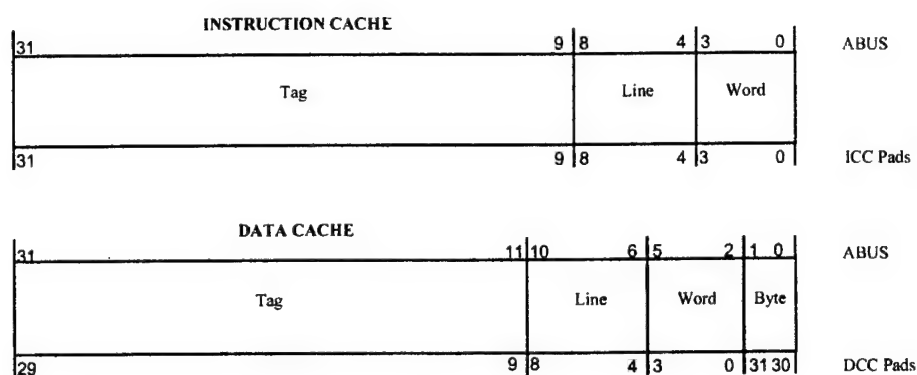 INSTRUCTION CACHE
31 9 8 4 3 0 ABUS
Tag Line Word
31 9 8 4 3 0 ICC Pads
DATA CACHE
31 11 10 6 5 2 1 0 ABUS
Tag Line Word Byte
29 9 8 4 3 0 31 30 DCC Pads